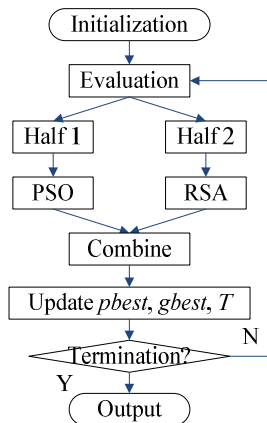 Initialization
Evaluation
Half 1
Half 2
PSO
RSA
Combine
Update pbest, gbest, T
Termination?
N
Y
Output